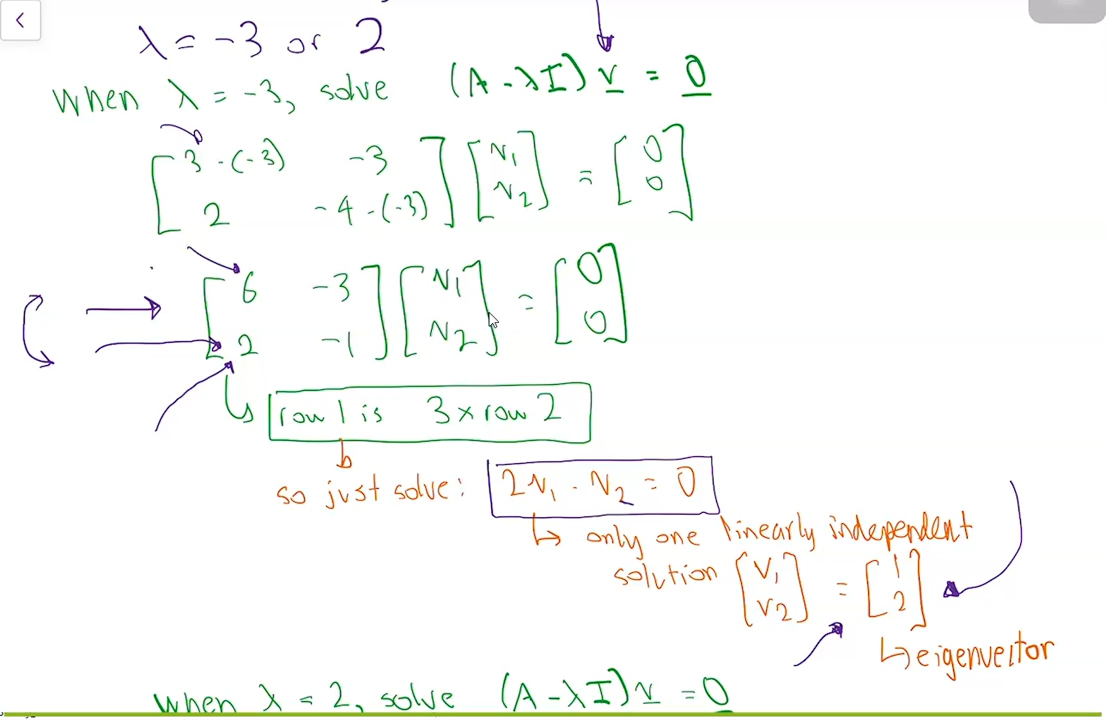 λ = -3 or 2
when λ = -3, solve (A - λI) v = 0
[3 - (-3) -3] [v₁] = [0]
[2 -4 - (-3)] [v₂] [0]
[6 -3] [v₁] = [0]
[2 -1] [v₂] [0]
row 1 is 3 x row 2
so just solve: 2v₁ - v₂ = 0
only one linearly independent
solution [v₁] = [1]
[v₂] [2]
eigenvector
when λ = 2, solve (A - λI) v = 0